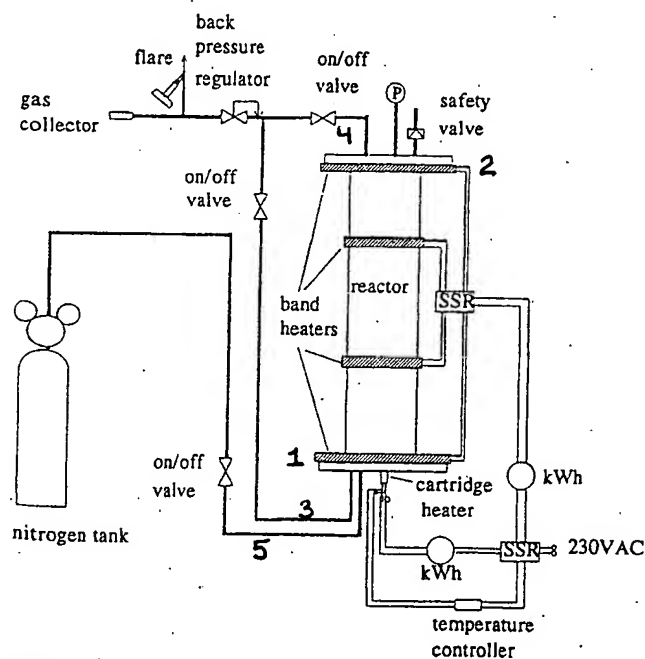 back
pressure
regulator
flare
on/off
valve
P
safety
valve
gas
collector
4
2
on/off
valve
reactor
SSR
band
heaters
1
on/off
valve
cartridge
heater
kWh
nitrogen tank
3
5
kWh
SSR
230VAC
temperature
controller